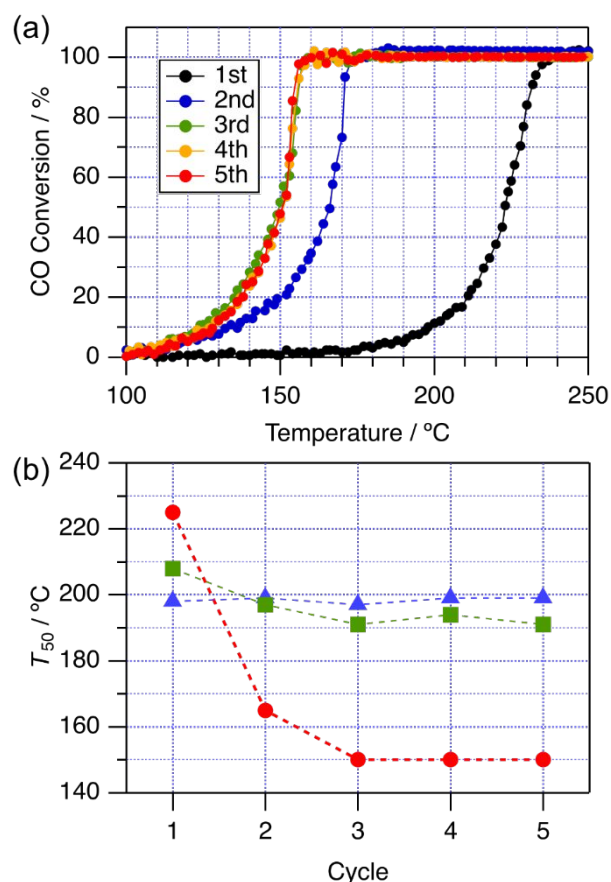 (a)
100
80
60
40
20
0
CO Conversion / %
1st
2nd
3rd
4th
5th
100
150
200
250
Temperature / ºC
(b)
240
220
200
180
160
140
T50 / ºC
1
2
3
4
5
Cycle